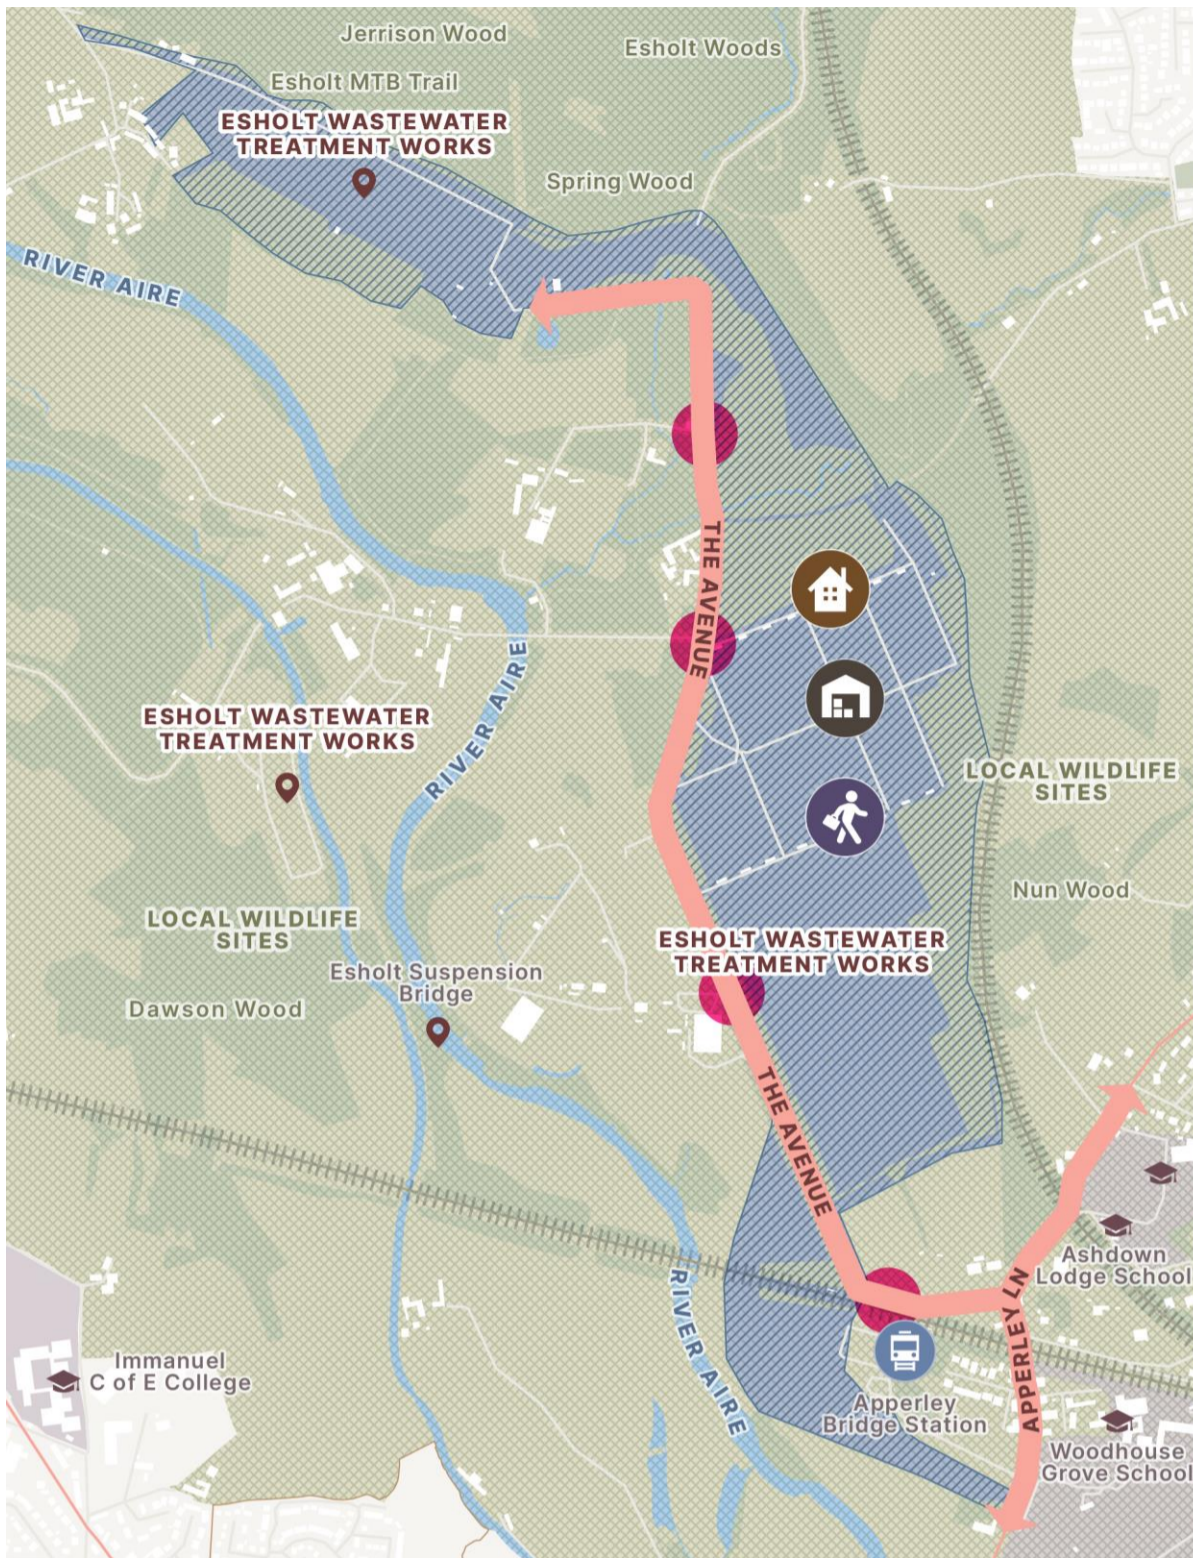 Jerrison Wood
Esholt Woods
Esholt MTB Trail
ESHOLT WASTEWATER
TREATMENT WORKS
Spring Wood
RIVER AIRE
THE AVENUE
RIVER AIRE
ESHOLT WASTEWATER
TREATMENT WORKS
LOCAL WILDLIFE
SITES
Nun Wood
LOCAL WILDLIFE
SITES
ESHOLT WASTEWATER
TREATMENT WORKS
Esholt Suspension
Bridge
Dawson Wood
THE AVENUE
Ashdown
Lodge School
RIVER AIRE
APPERLEY LN
Immanuel
C of E College
Apperley
Bridge Station
Woodhouse
Grove School